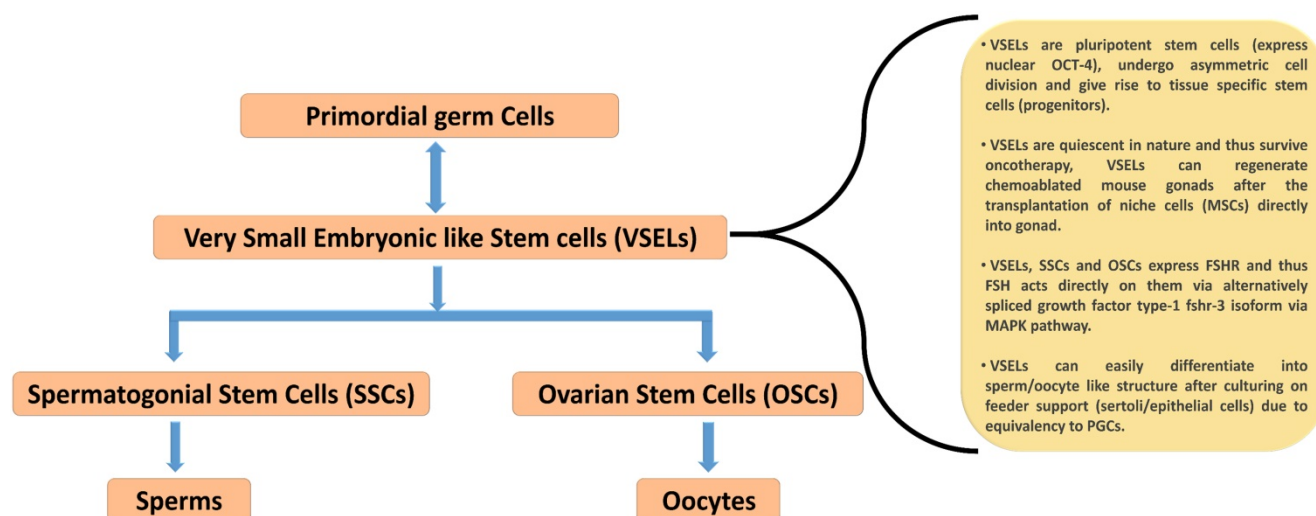 Primordial germ Cells
Very Small Embryonic like Stem cells (VSELs)
Spermatogonial Stem Cells (SSCs)
Ovarian Stem Cells (OSCs)
Sperms
Oocytes
• VSELs are pluripotent stem cells (express
nuclear OCT-4), undergo asymmetric cell
division and give rise to tissue specific stem
cells (progenitors).
• VSELs are quiescent in nature and thus survive
oncotherapy, VSELs can regenerate
chemoablated mouse gonads after the
transplantation of niche cells (MSCs) directly
into gonad.
• VSELs, SSCs and OSCs express FSHR and thus
FSH acts directly on them via alternatively
spliced growth factor type-1 fshr-3 isoform via
MAPK pathway.
• VSELs can easily differentiate into
sperm/oocyte like structure after culturing on
feeder support (sertoli/epithelial cells) due to
equivalency to PGCs.